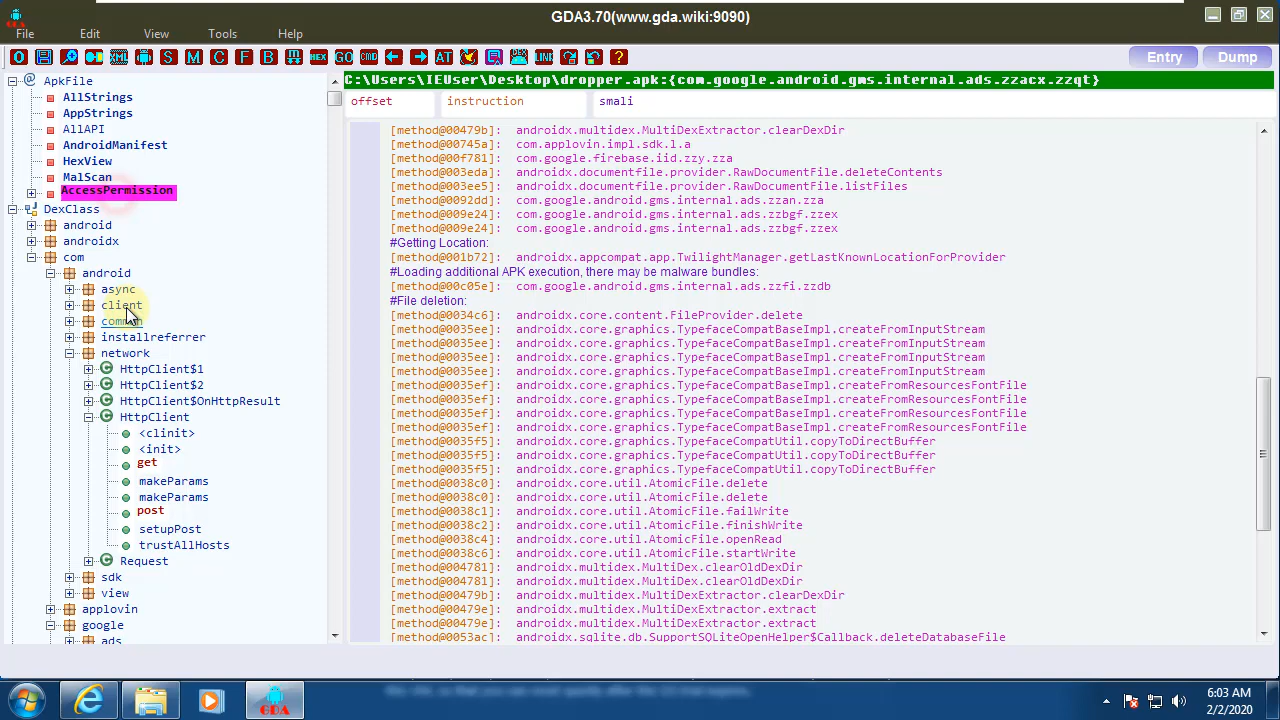 GDA3.70(www.gda.wiki:9090)
GDA
File Edit View Tools Help
O XML S M C F B HEX GO CMD AT DEX LINK ? Entry Dump
C:\Users\IEUser\Desktop\dropper.apk:{com.google.android.gms.internal.ads.zzacx.zzqt}
offset instruction smali
@ ApkFile
AllStrings
AppStrings
AllAPI
AndroidManifest
HexView
MalScan
AccessPermission
DexClass
android
androidx
com
android
async
client
common
installreferrer
network
HttpClient$1
HttpClient$2
HttpClient$OnHttpResult
HttpClient
<clinit>
<init>
get
makeParams
makeParams
post
setupPost
trustAllHosts
Request
sdk
view
applovin
google
ads
[method@00479b]: androidx.multidex.MultiDexExtractor.clearDexDir
[method@00745a]: com.applovin.impl.sdk.l.a
[method@00f781]: com.google.firebase.iid.zzy.zza
[method@003eda]: androidx.documentfile.provider.RawDocumentFile.deleteContents
[method@003ee5]: androidx.documentfile.provider.RawDocumentFile.listFiles
[method@0092dd]: com.google.android.gms.internal.ads.zzan.zza
[method@009e24]: com.google.android.gms.internal.ads.zzbgf.zzex
[method@009e24]: com.google.android.gms.internal.ads.zzbgf.zzex
#Getting Location:
[method@001b72]: androidx.appcompat.app.TwilightManager.getLastKnownLocationForProvider
#Loading additional APK execution, there may be malware bundles:
[method@00c05e]: com.google.android.gms.internal.ads.zzfi.zzdb
#File deletion:
[method@0034c6]: androidx.core.content.FileProvider.delete
[method@0035ee]: androidx.core.graphics.TypefaceCompatBaseImpl.createFromInputStream
[method@0035ee]: androidx.core.graphics.TypefaceCompatBaseImpl.createFromInputStream
[method@0035ee]: androidx.core.graphics.TypefaceCompatBaseImpl.createFromInputStream
[method@0035ee]: androidx.core.graphics.TypefaceCompatBaseImpl.createFromInputStream
[method@0035ef]: androidx.core.graphics.TypefaceCompatBaseImpl.createFromResourcesFontFile
[method@0035ef]: androidx.core.graphics.TypefaceCompatBaseImpl.createFromResourcesFontFile
[method@0035ef]: androidx.core.graphics.TypefaceCompatBaseImpl.createFromResourcesFontFile
[method@0035ef]: androidx.core.graphics.TypefaceCompatBaseImpl.createFromResourcesFontFile
[method@0035f5]: androidx.core.graphics.TypefaceCompatUtil.copyToDirectBuffer
[method@0035f5]: androidx.core.graphics.TypefaceCompatUtil.copyToDirectBuffer
[method@0035f5]: androidx.core.graphics.TypefaceCompatUtil.copyToDirectBuffer
[method@0038c0]: androidx.core.util.AtomicFile.delete
[method@0038c0]: androidx.core.util.AtomicFile.delete
[method@0038c1]: androidx.core.util.AtomicFile.failWrite
[method@0038c2]: androidx.core.util.AtomicFile.finishWrite
[method@0038c4]: androidx.core.util.AtomicFile.openRead
[method@0038c6]: androidx.core.util.AtomicFile.startWrite
[method@004781]: androidx.multidex.MultiDex.clearOldDexDir
[method@004781]: androidx.multidex.MultiDex.clearOldDexDir
[method@00479b]: androidx.multidex.MultiDexExtractor.clearDexDir
[method@00479e]: androidx.multidex.MultiDexExtractor.extract
[method@00479e]: androidx.multidex.MultiDexExtractor.extract
[method@0053ac]: androidx.sqlite.db.SupportSQLiteOpenHelper$Callback.deleteDatabaseFile
GDA
6:03 AM
2/2/2020